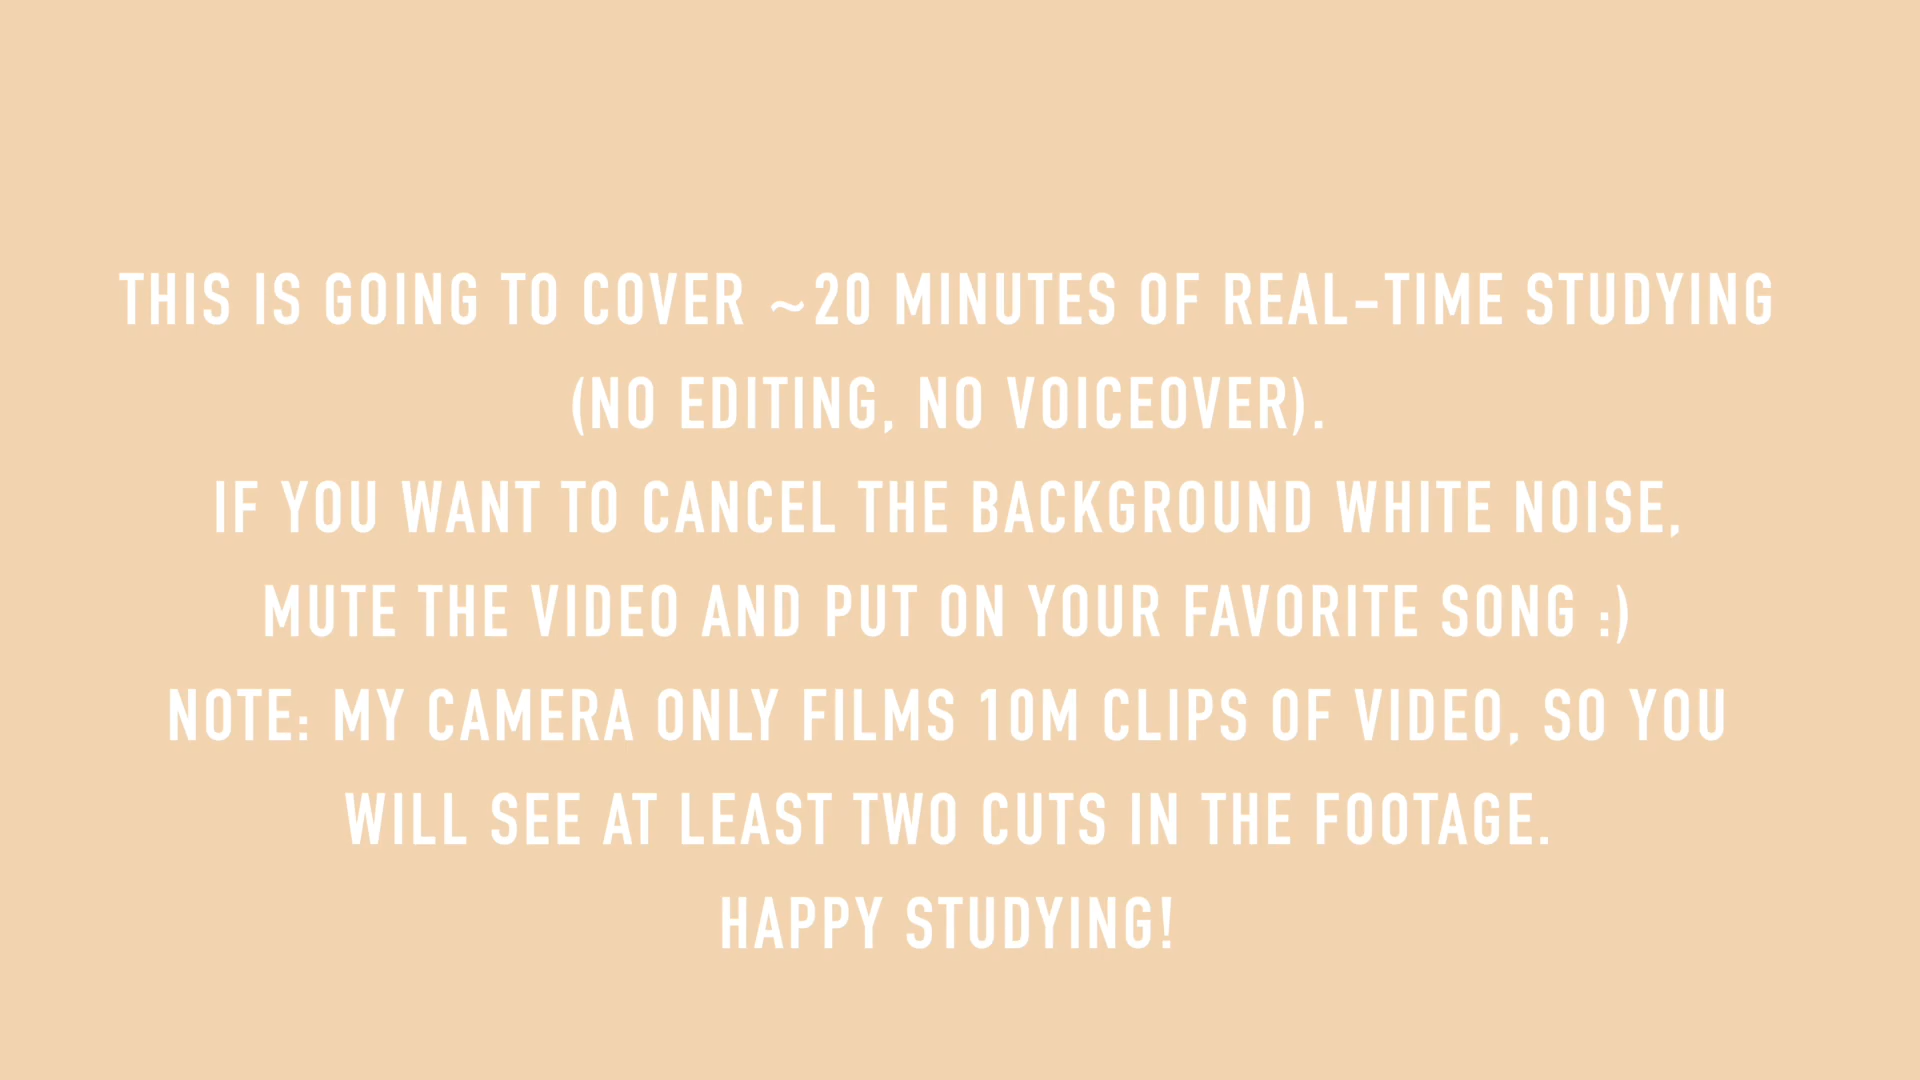 THIS IS GOING TO COVER ~20 MINUTES OF REAL-TIME STUDYING
(NO EDITING, NO VOICEOVER).
IF YOU WANT TO CANCEL THE BACKGROUND WHITE NOISE,
MUTE THE VIDEO AND PUT ON YOUR FAVORITE SONG :)
NOTE: MY CAMERA ONLY FILMS 10M CLIPS OF VIDEO, SO YOU
WILL SEE AT LEAST TWO CUTS IN THE FOOTAGE.
HAPPY STUDYING!